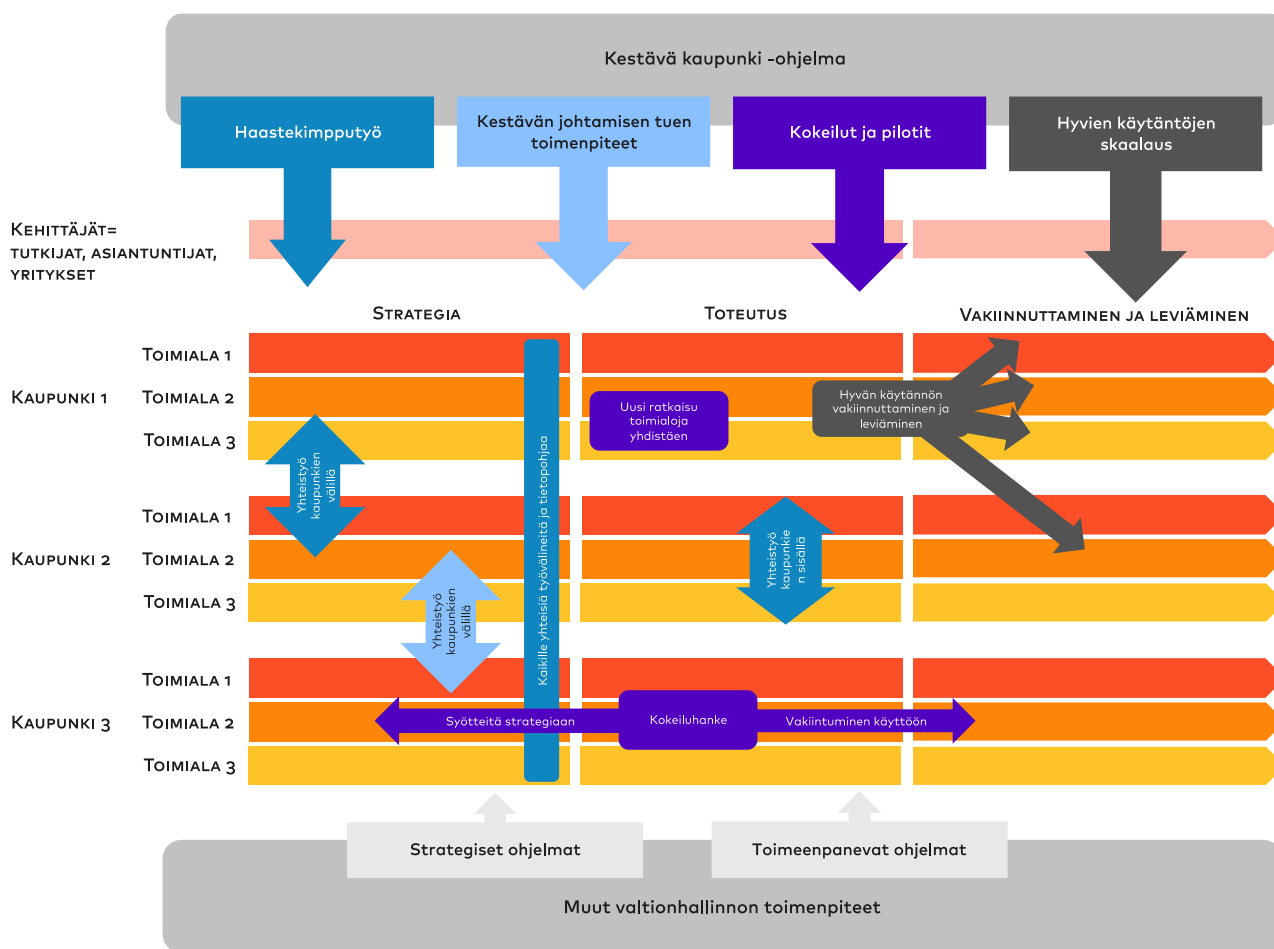 Kestävä kaupunki -ohjelma
Haastekimpputyö
Kestävän johtamisen tuen
toimenpiteet
Kokeilut ja pilotit
Hyvien käytäntöjen
skaalaus
Kehittäjät=
tutkijat, asiantuntijat,
yritykset
Strategia
Toteutus
Vakiinnuttaminen ja leviäminen
Toimiala 1
Kaupunki 1
Toimiala 2
Toimiala 3
Uusi ratkaisu
toimialoja
yhdistäen
Hyvän käytännön
vakiinnuttaminen ja
leviäminen
Yhteistyö
kaupunkien
välillä
Kaikille yhteisiä työvälineitä ja tietopohjaa
Toimiala 1
Kaupunki 2
Toimiala 2
Toimiala 3
Yhteistyö
kaupunkien
välillä
Yhteistyö
kaupunkie
n sisällä
Toimiala 1
Kaupunki 3
Toimiala 2
Toimiala 3
Syötteitä strategiaan
Kokeiluhanke
Vakiintuminen käyttöön
Strategiset ohjelmat
Toimeenpanevat ohjelmat
Muut valtionhallinnon toimenpiteet